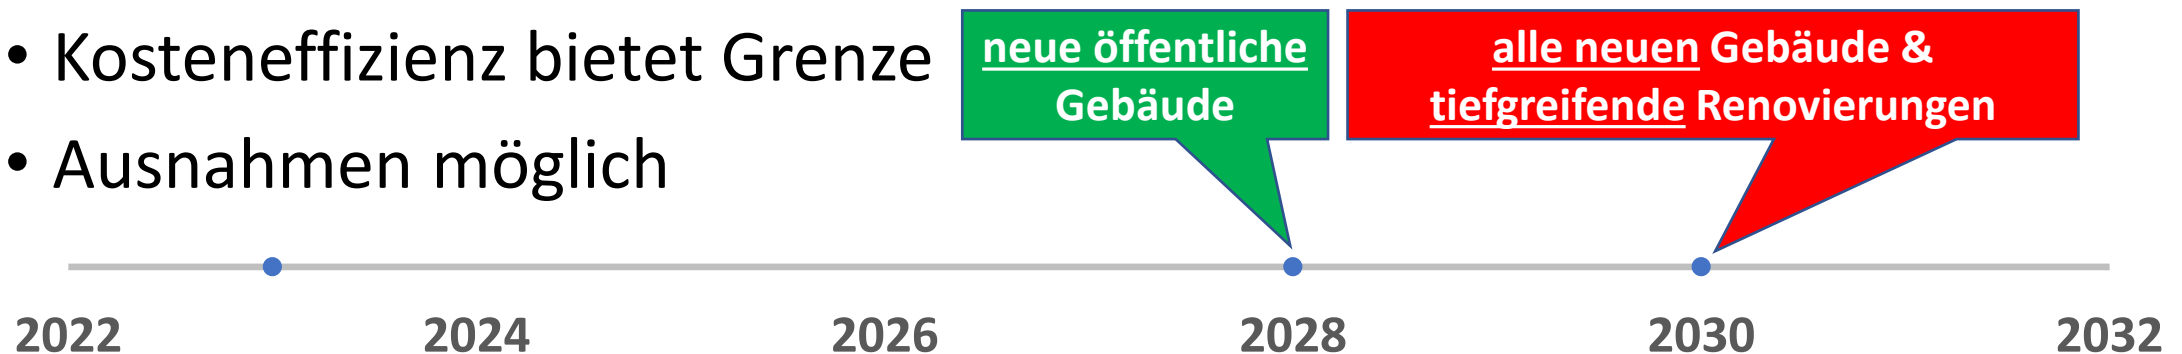 • Kosteneffizienz bietet Grenze
• Ausnahmen möglich
neue öffentliche
Gebäude
alle neuen Gebäude &
tiefgreifende Renovierungen
2022 2024 2026 2028 2030 2032